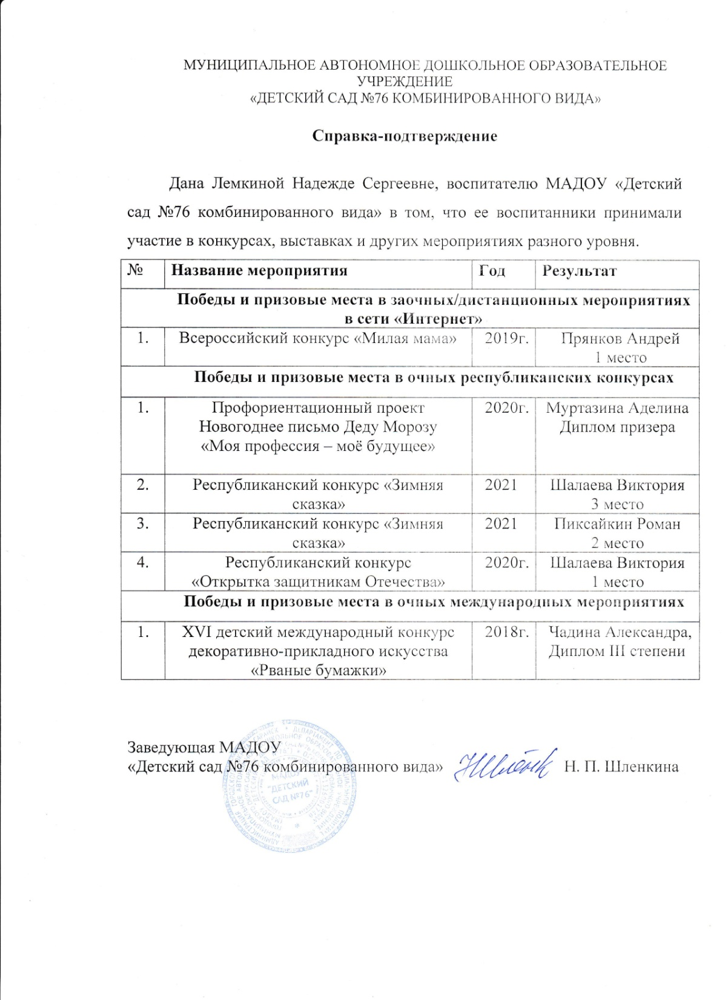 МУНИЦИПАЛЬНОЕ АВТОНОМНОЕ ДОШКОЛЬНОЕ ОБРАЗОВАТЕЛЬНОЕ
УЧРЕЖДЕНИЕ
«ДЕТСКИЙ САД №76 КОМБИНИРОВАННОГО ВИДА»
Справка-подтверждение
Дана Лемкиной Надежде Сергеевне, воспитателю МАДОУ «Детский
сад №76 комбинированного вида» в том, что ее воспитанники принимали
участие в конкурсах, выставках и других мероприятиях разного уровня.
№ Название мероприятия Год Результат
Победы и призовые места в заочных/дистанционных мероприятиях
в сети «Интернет»
1. Всероссийский конкурс «Милая мама» 2019г. Прянков Андрей
1 место
Победы и призовые места в очных республиканских конкурсах
1. Профориентационный проект 2020г. Муртазина Аделина
Новогоднее письмо Деду Морозу Диплом призера
«Моя профессия – моё будущее»
2. Республиканский конкурс «Зимняя 2021 Шалаева Виктория
сказка» 3 место
3. Республиканский конкурс «Зимняя 2021 Пиксайкин Роман
сказка» 2 место
4. Республиканский конкурс 2020г. Шалаева Виктория
«Открытка защитникам Отечества» 1 место
Победы и призовые места в очных международных мероприятиях
1. XVI детский международный конкурс 2018г. Чадина Александра,
декоративно-прикладного искусства Диплом III степени
«Рваные бумажки»
Заведующая МАДОУ
«Детский сад №76 комбинированного вида» Н. П. Шленкина
МАДОУ
"ДЕТСКИЙ
САД №76"